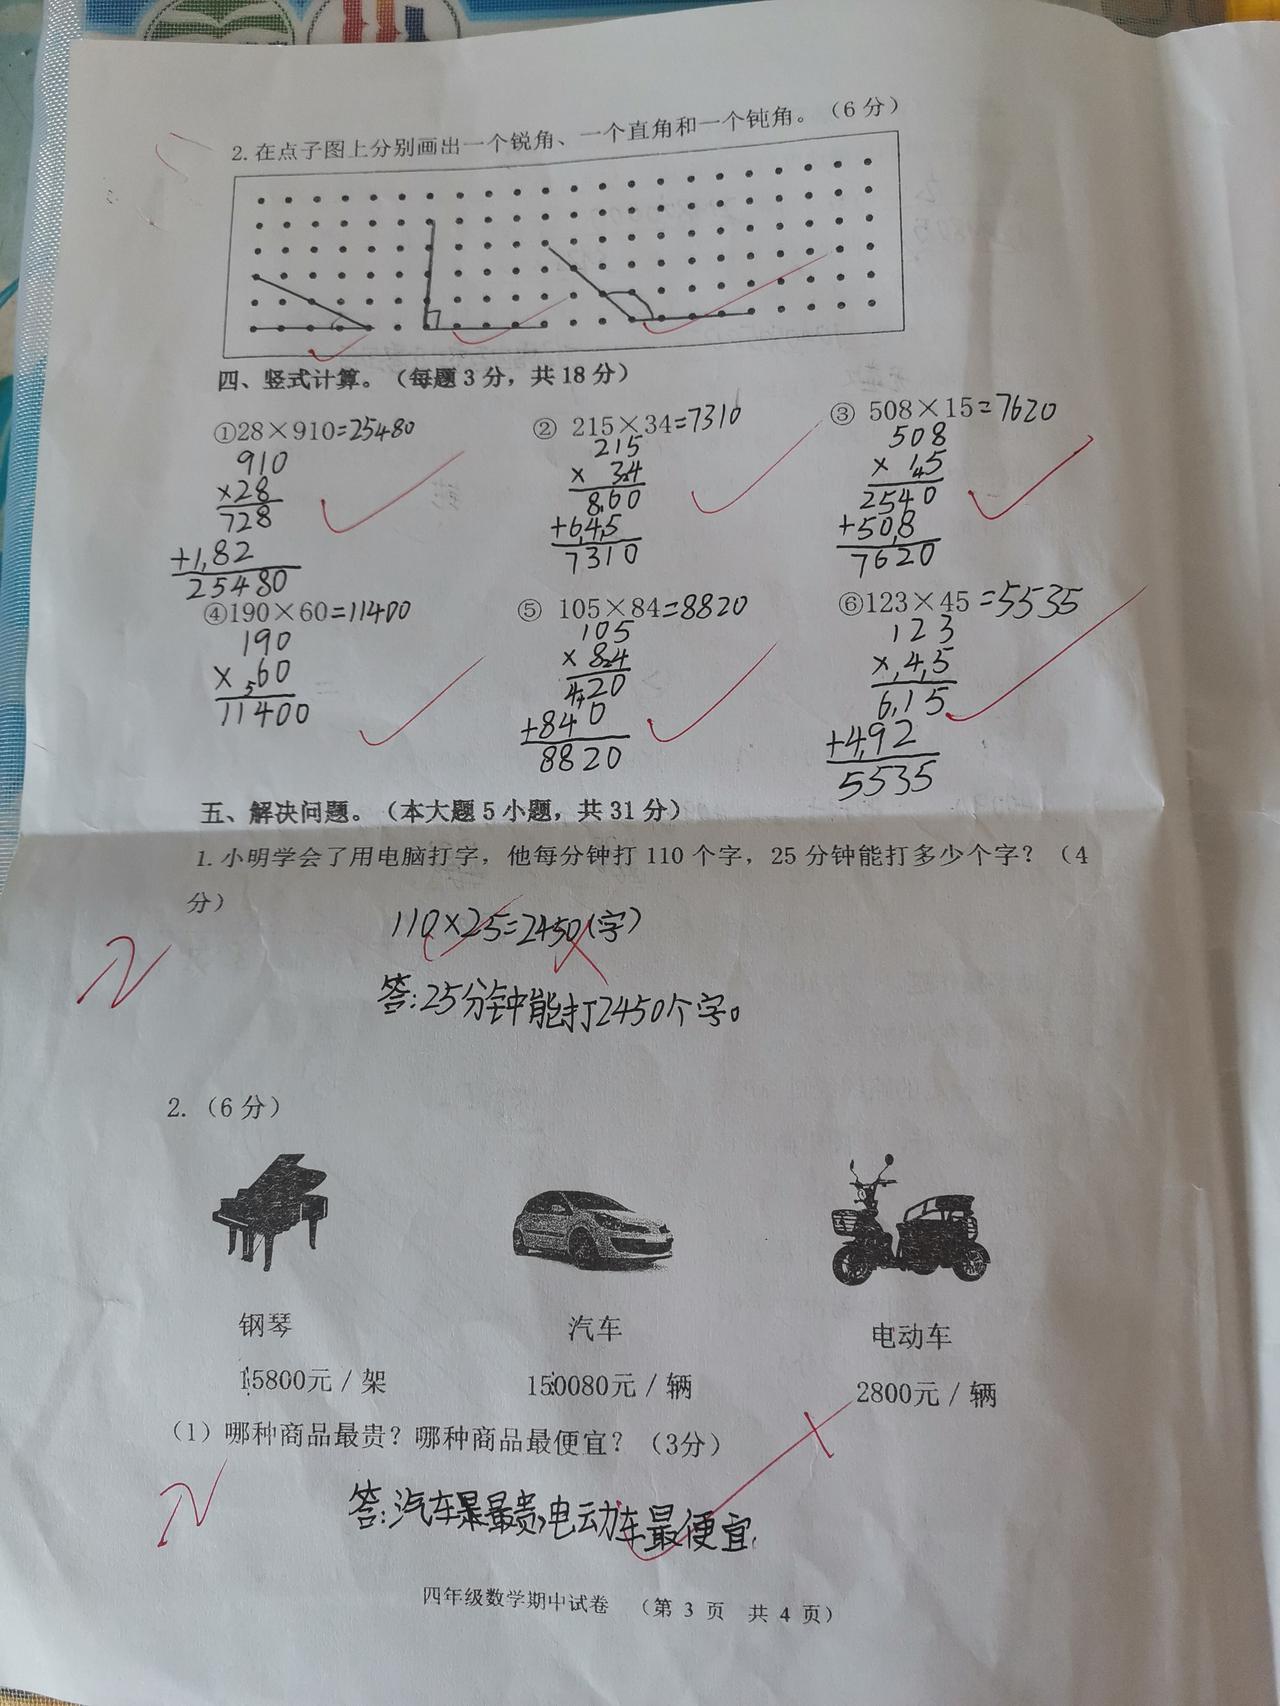 2.在点子图上分别画出一个锐角、一个直角和一个钝角。（6分）
四、竖式计算。（每题3分，共18分）
①28×910=25480
② 215×34=7310
③ 508×15=7620
910
×28
728
+1,82
25480
215
× 34
860
+645
7310
508
× 15
2540
+508
7620
④190×60=11400
⑤ 105×84=8820
⑥123×45=5535
190
× 60
11400
105
× 84
420
+840
8820
123
× 45
615
+492
5535
五、解决问题。（本大题5小题，共31分）
1.小明学会了用电脑打字，他每分钟打110个字，25分钟能打多少个字？（4
分）
110×25=2450(字)
答:25分钟能打2450个字。
2.（6分）
钢琴
汽车
电动车
15800元/架
150080元/辆
2800元/辆
（1）哪种商品最贵？哪种商品最便宜？（3分）
答:汽车最贵,电动车最便宜.
四年级数学期中试卷 （第3页 共4页）